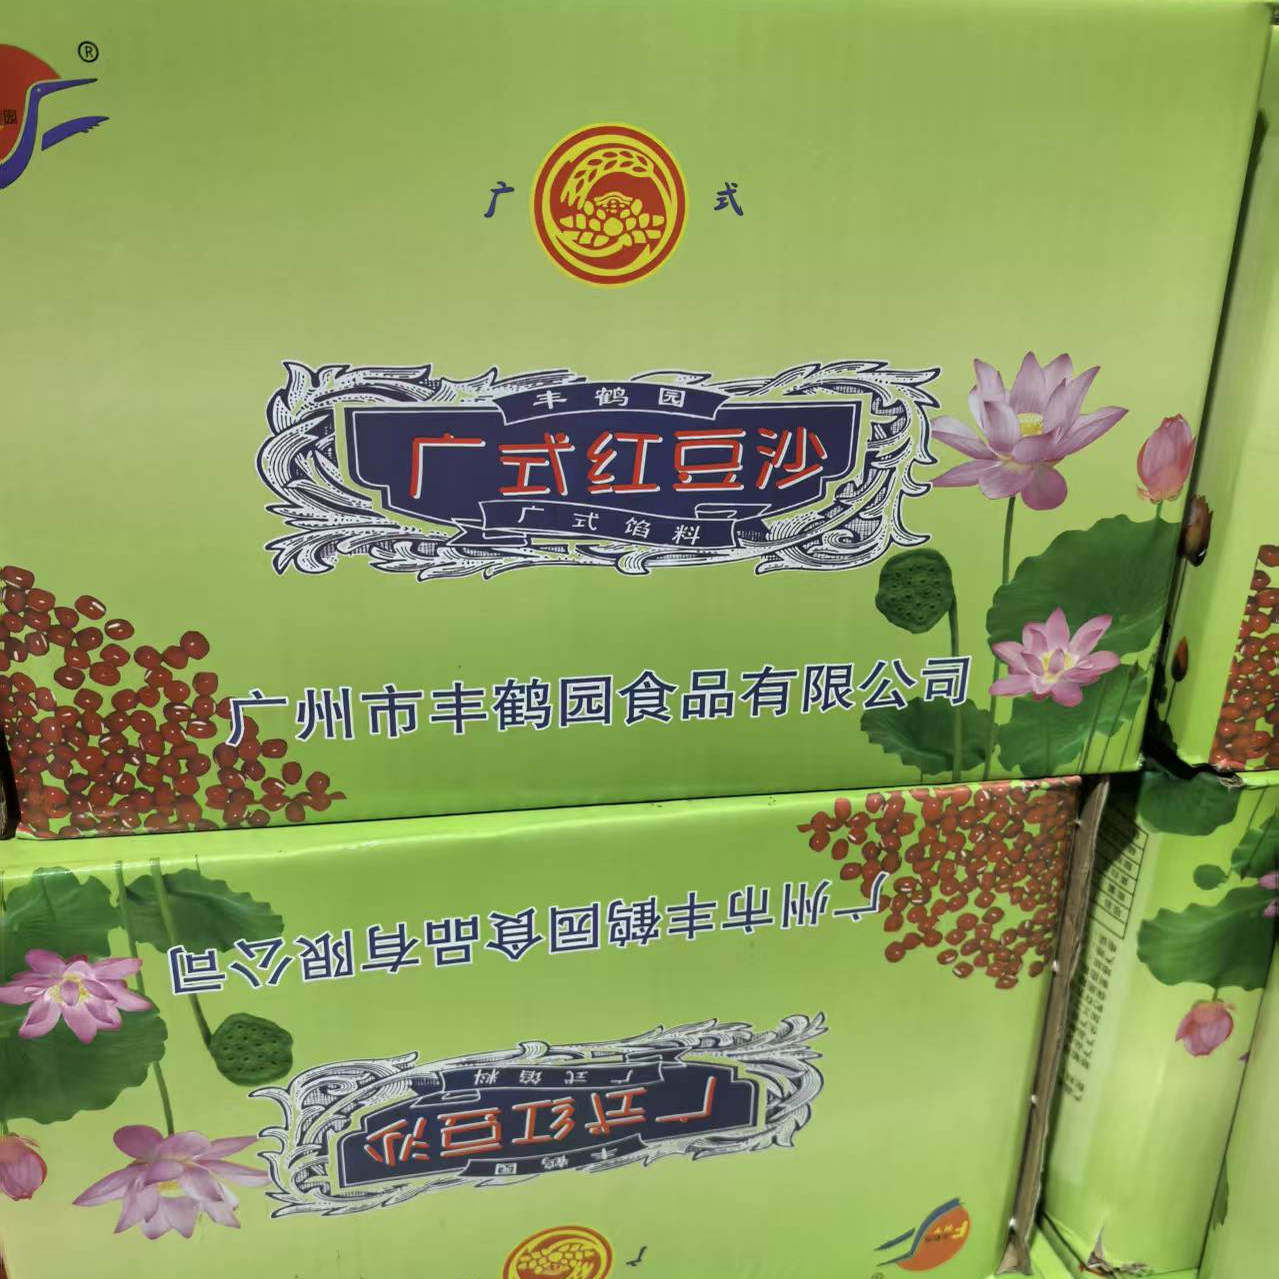 ®
园
广 式
丰鹤园
广式红豆沙
广式馅料
广州市丰鹤园食品有限公司
广州市丰鹤园食品有限公司
广式馅料
广式红豆沙
丰鹤园